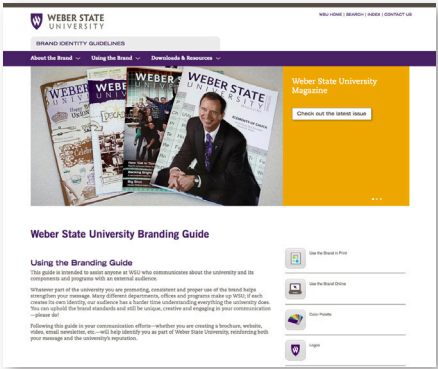 WEBER STATE
UNIVERSITY
WSU HOME | SEARCH | INDEX | CONTACT US
BRAND IDENTITY GUIDELINES
About the Brand Using the Brand Downloads & Resources
WEBER STATE
UNIVERSITY
Weber State University
Magazine
Check out the latest issue
Weber State University Branding Guide
Using the Branding Guide
This guide is intended to assist anyone at WSU who communicates about the university and its
components and programs with an external audience.
Whatever part of the university you are promoting, consistent and proper use of the brand helps
strengthen your message. Many different departments, offices and programs make up WSU; if each
creates its own identity, our audience has a harder time understanding everything the university does.
You can uphold the brand standards and still be unique, creative and engaging in your communication
—please do!
Following this guide in your communication efforts—whether you are creating a brochure, website,
video, email newsletter, etc.—will help identify you as part of Weber State University, reinforcing both
your message and the university's reputation.
Use the Brand in Print
Use the Brand Online
Color Palette
Logos